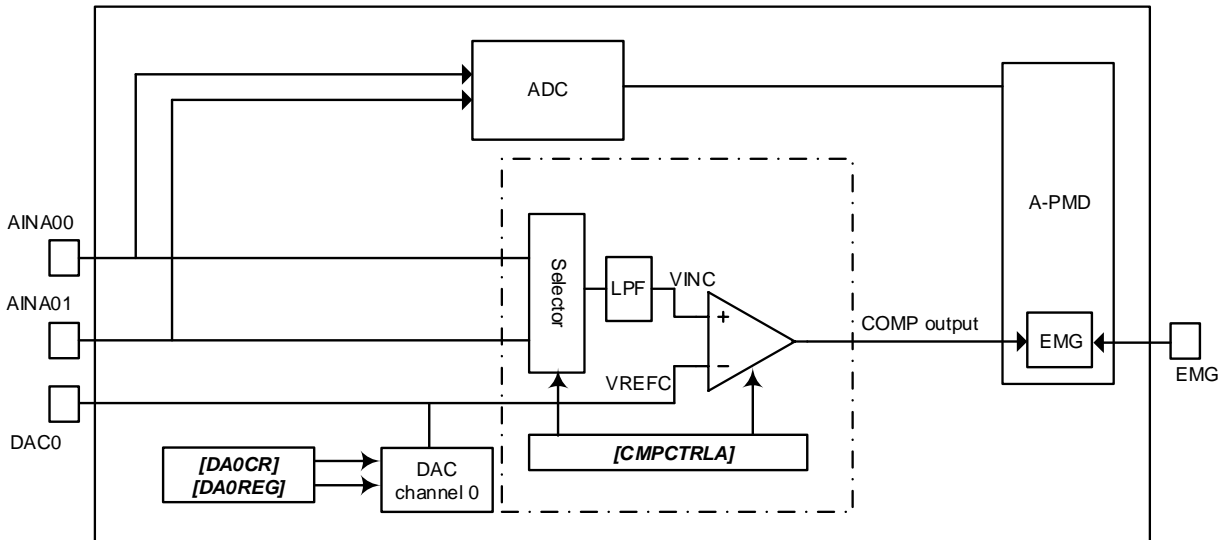 ADC
A-PMD
AINA00
Selector
LPF
VINC
AINA01
+
COMP output
EMG
EMG
−
VREFC
DAC0
[DA0CR]
[DA0REG]
DAC
channel 0
[CMPCTRLA]